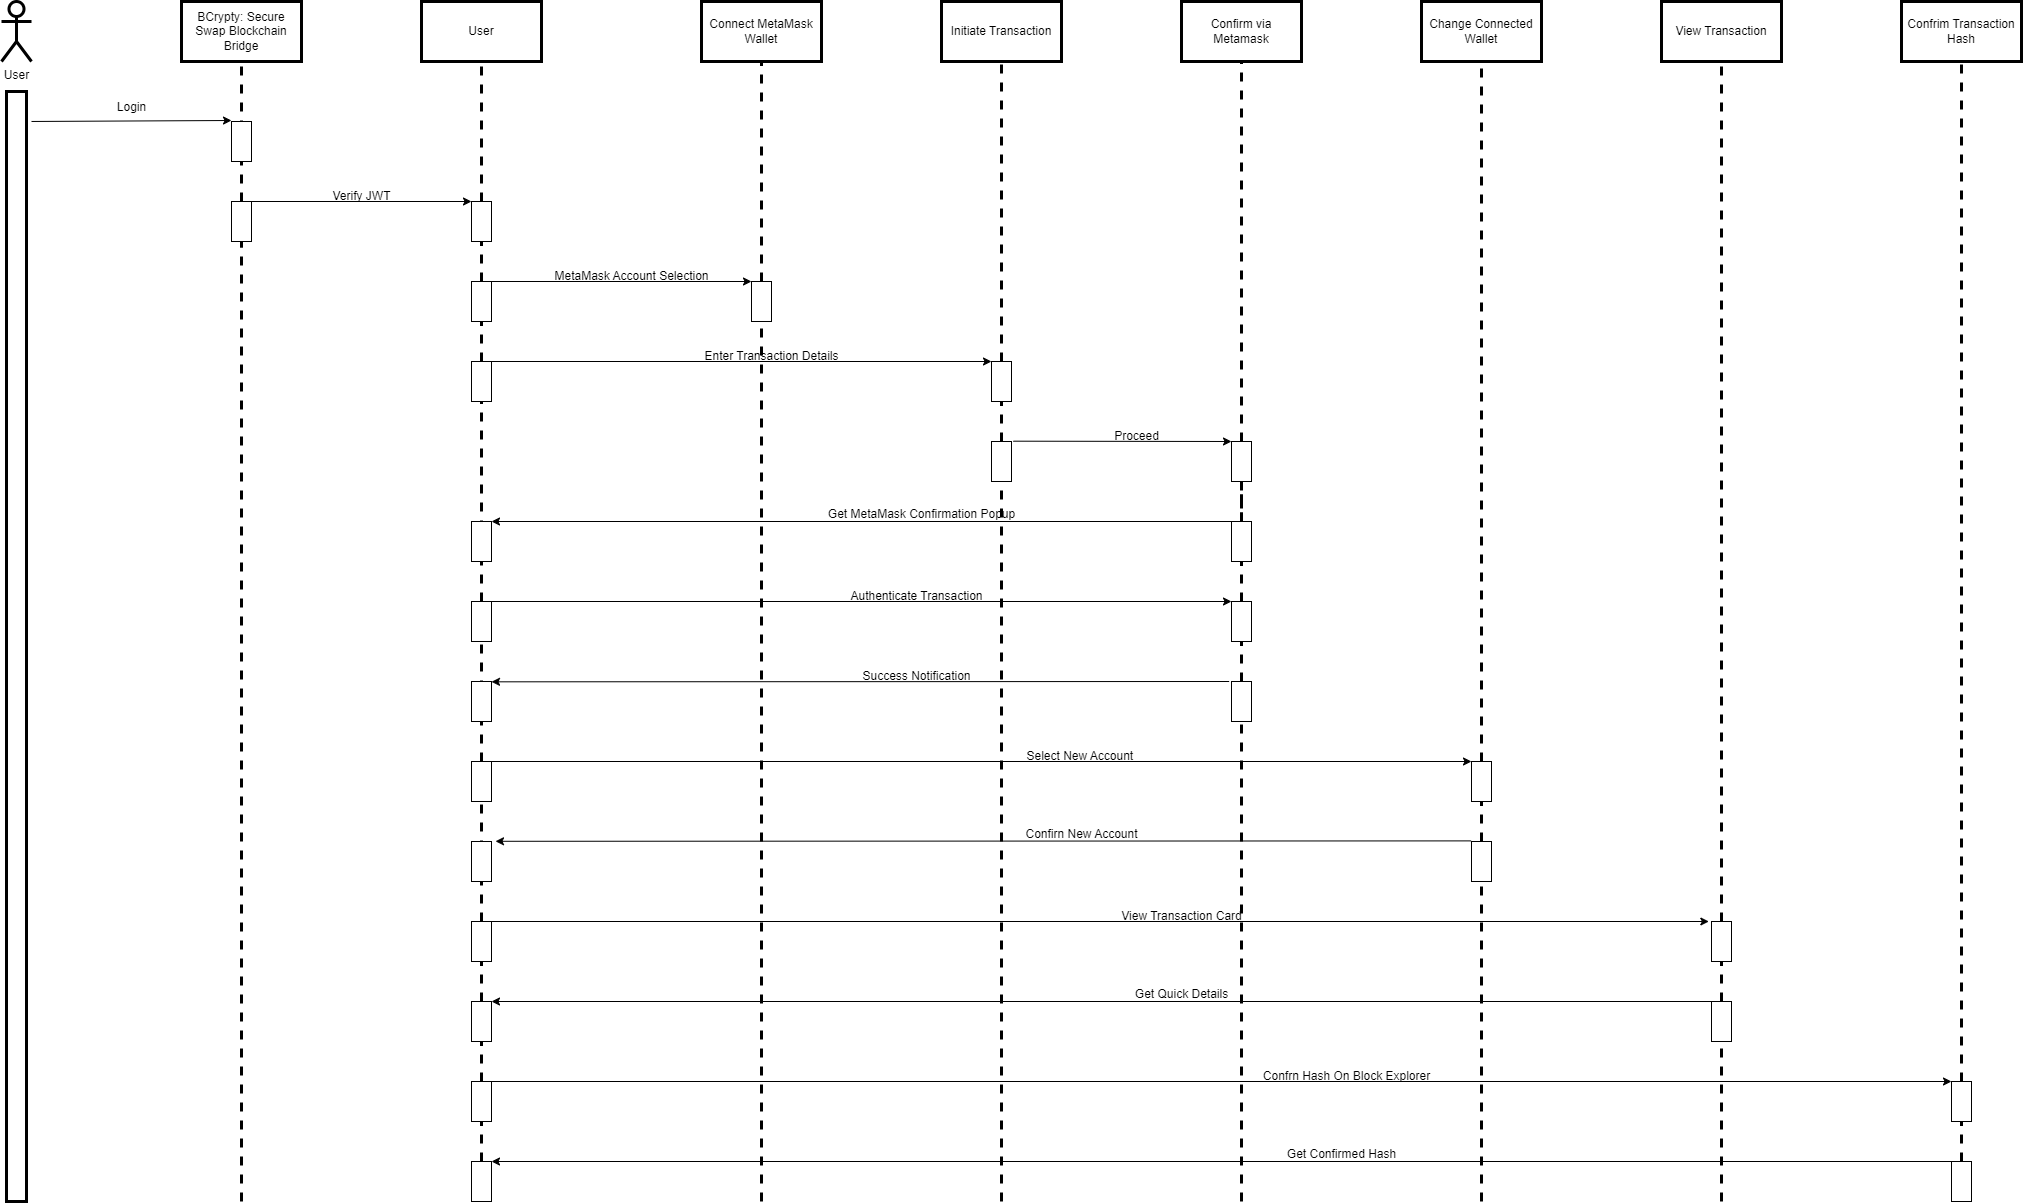 User
BCrypty: Secure
Swap Blockchain
Bridge
User
Connect MetaMask
Wallet
Initiate Transaction
Confirm via
Metamask
Change Connected
Wallet
View Transaction
Confrim Transaction
Hash
Login
Verify JWT
MetaMask Account Selection
Enter Transaction Details
Proceed
Get MetaMask Confirmation Popup
Authenticate Transaction
Success Notification
Select New Account
Confirn New Account
View Transaction Card
Get Quick Details
Confrn Hash On Block Explorer
Get Confirmed Hash